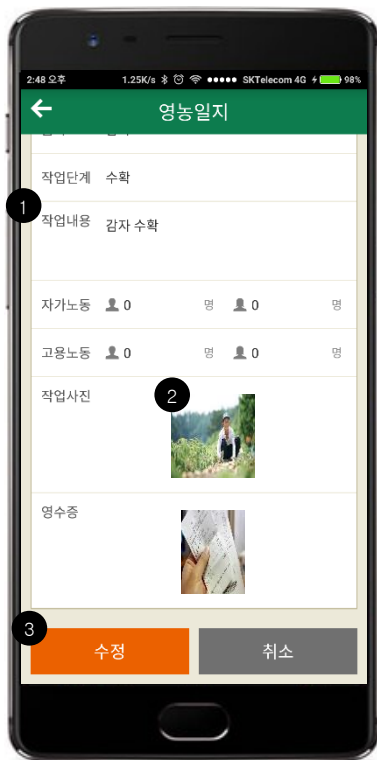 2:48 오후 1.25K/s SKTelecom 4G 98%
영농일지
작업단계 수확
1
작업내용 감자 수확
자가노동 0 명 0 명
고용노동 0 명 0 명
작업사진
2
영수증
3
수정 취소